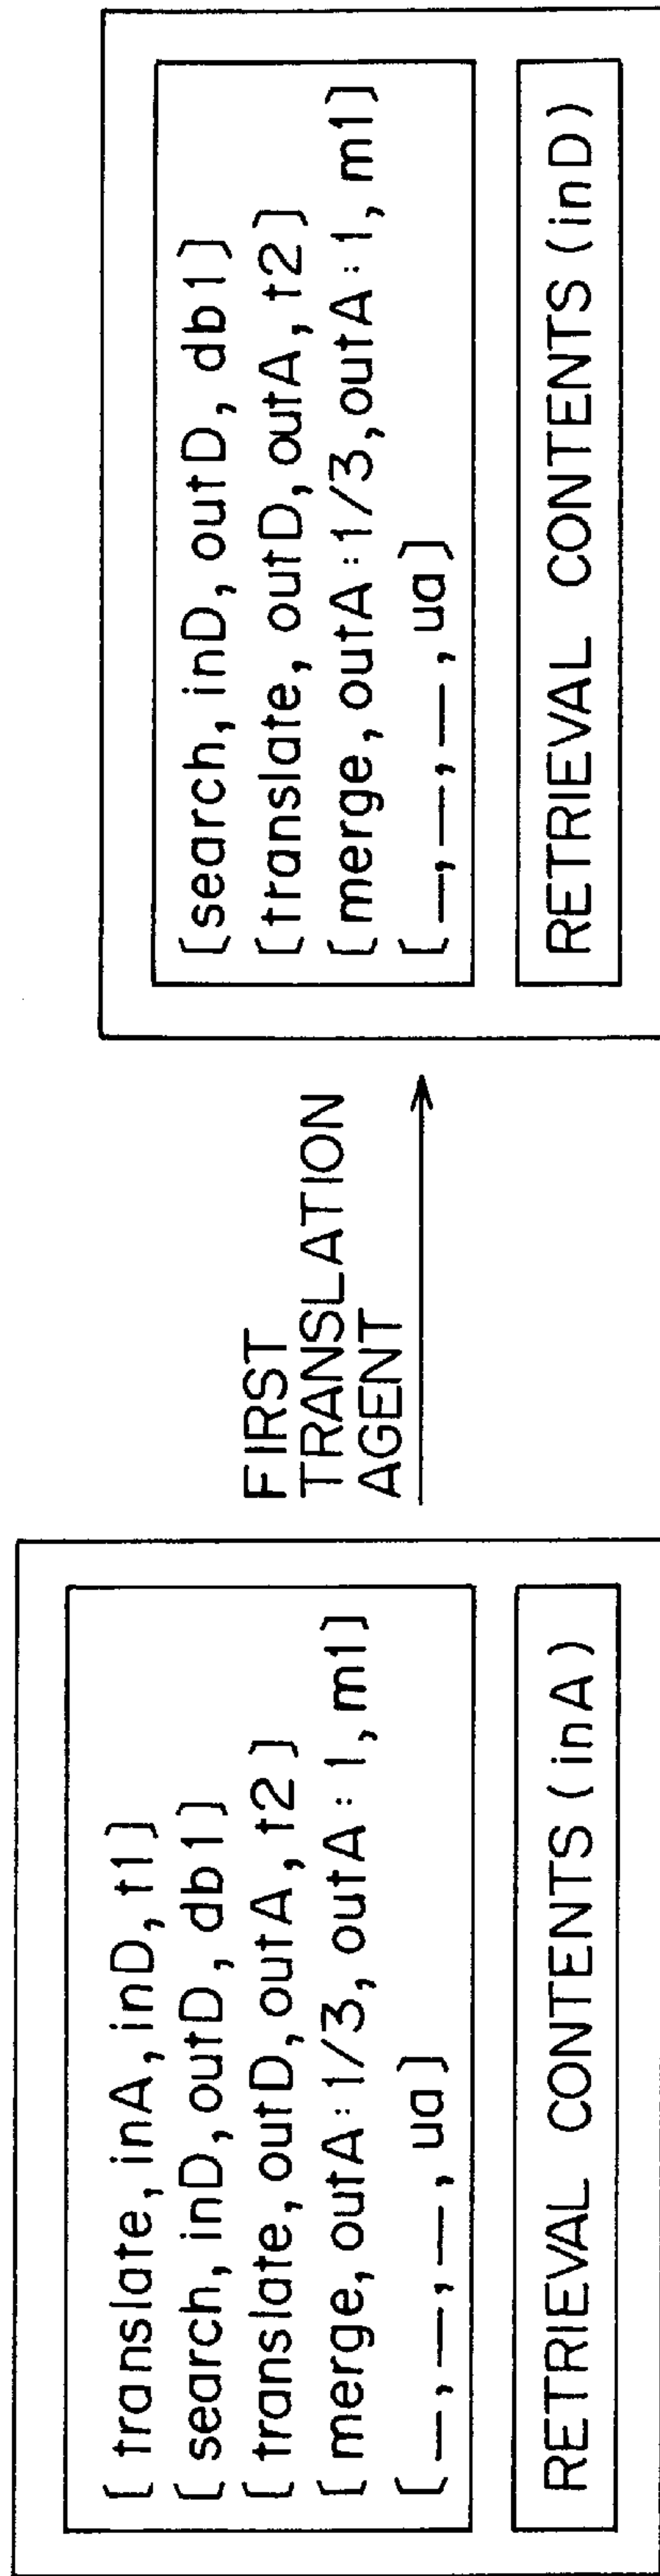 [translate, inA, inD, t1]
[search, inD, outD, db1]
[translate, outD, outA, t2]
[merge, outA:1/3, outA:1, m1]
[—, —, —, ua]
RETRIEVAL CONTENTS (inA)
FIRST
TRANSLATION
AGENT
[search, inD, outD, db1]
[translate, outD, outA, t2]
[merge, outA:1/3, outA:1, m1]
[—, —, —, ua]
RETRIEVAL CONTENTS (inD)